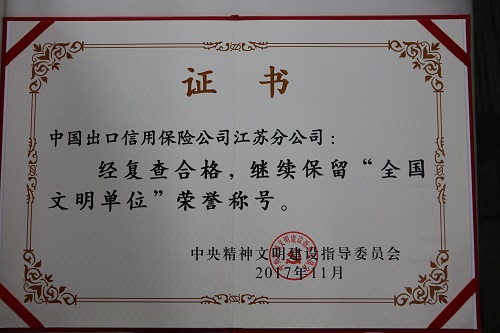 证书
中国出口信用保险公司江苏分公司：
经复查合格，继续保留“全国
文明单位”荣誉称号。
中央精神文明建设指导委员会
2017年11月